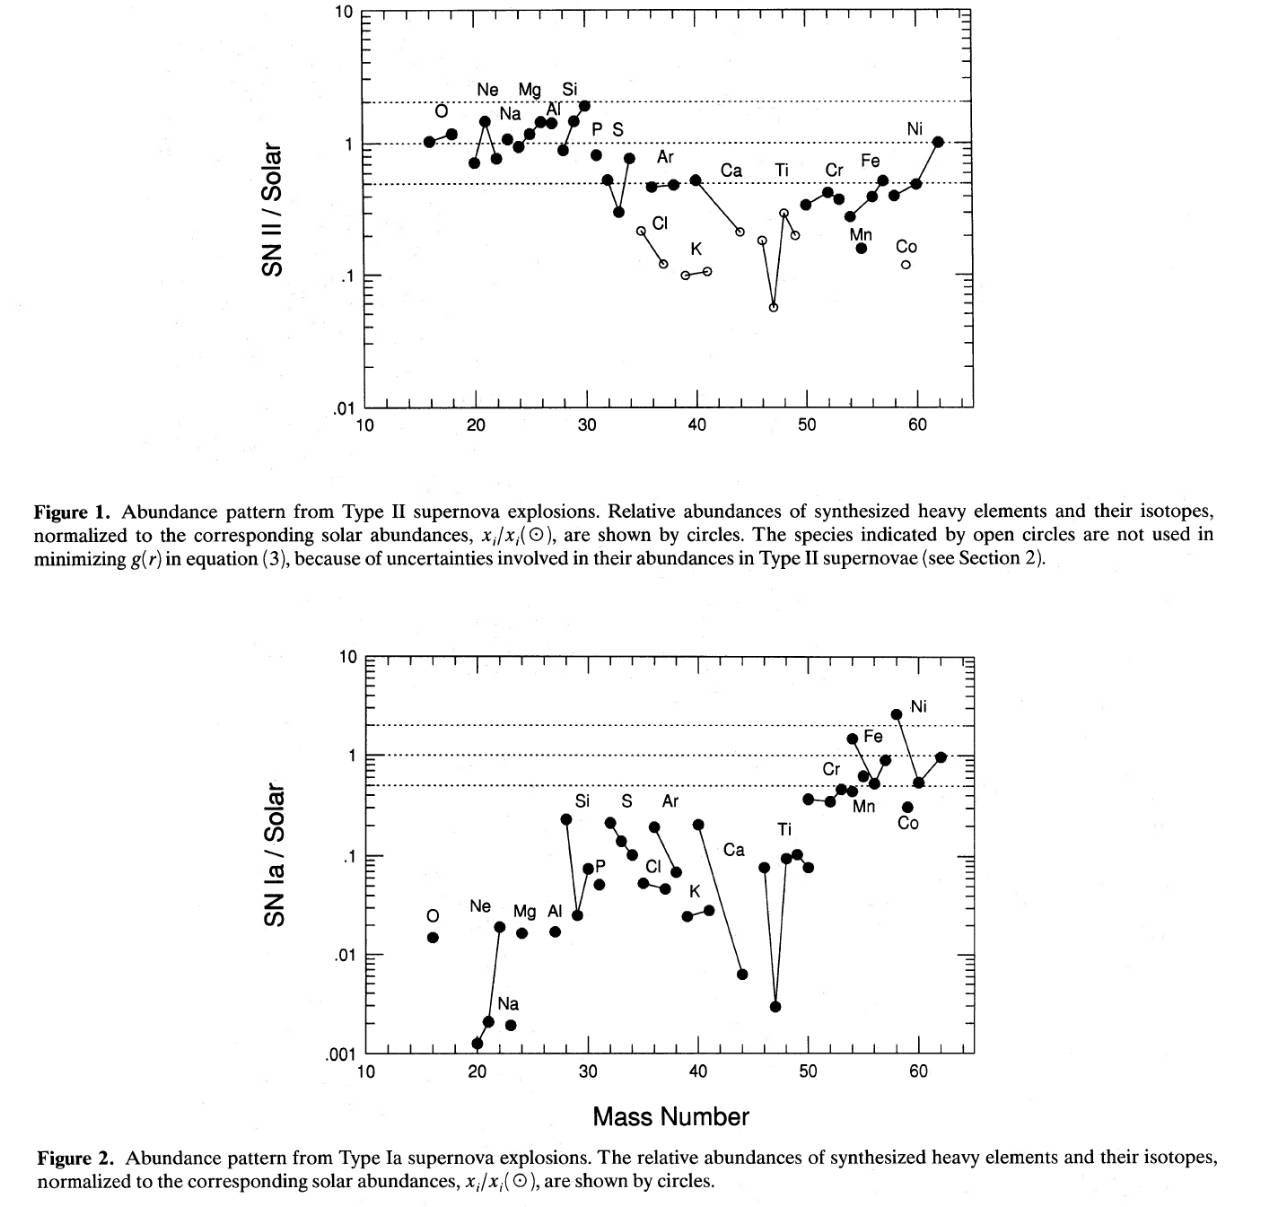 10
Ne Mg Si
O Na Al
1
P S
Ar
Ca Ti Cr Fe Ni
SN II / Solar
Cl
K
Mn
Co
.1
.01
10 20 30 40 50 60
Figure 1. Abundance pattern from Type II supernova explosions. Relative abundances of synthesized heavy elements and their isotopes,
normalized to the corresponding solar abundances, xi/xi(⊙), are shown by circles. The species indicated by open circles are not used in
minimizing g(r) in equation (3), because of uncertainties involved in their abundances in Type II supernovae (see Section 2).
10
Ni
Fe
1
Cr
Mn
Co
Si S Ar
Ti
SN Ia / Solar
.1
P Cl Ca
K
O Ne Mg Al
.01
Na
.001
10 20 30 40 50 60
Mass Number
Figure 2. Abundance pattern from Type Ia supernova explosions. The relative abundances of synthesized heavy elements and their isotopes,
normalized to the corresponding solar abundances, xi/xi(⊙), are shown by circles.